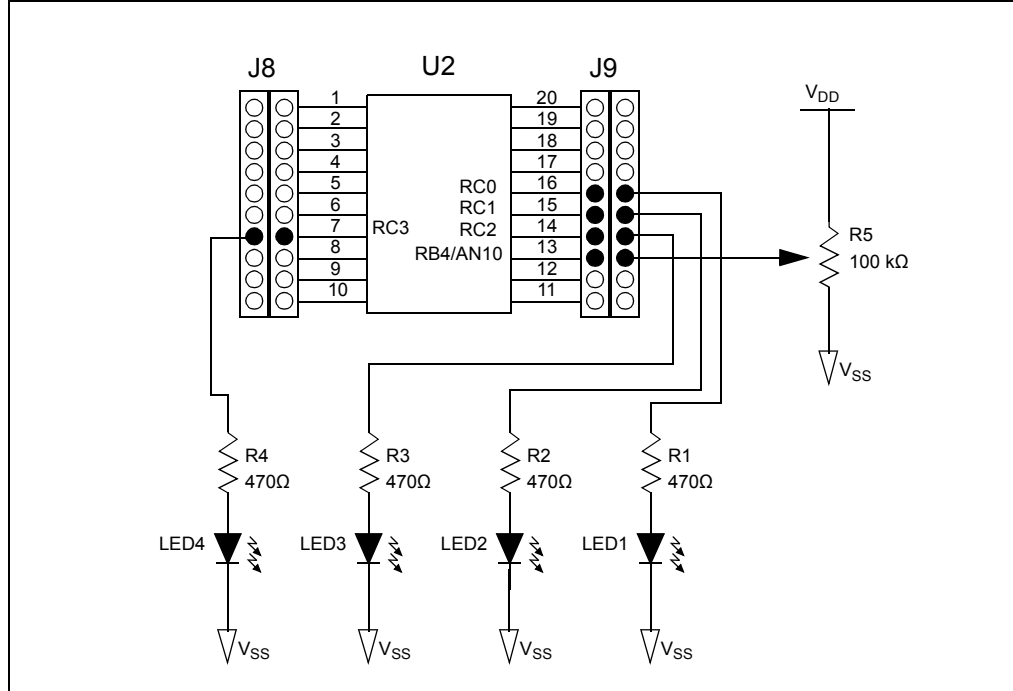 J8
U2
J9
1
2
3
4
5
6
7
8
9
10
RC3
RC0
RC1
RC2
RB4/AN10
20
19
18
17
16
15
14
13
12
11
VDD
R5
100 kΩ
VSS
R4
470Ω
R3
470Ω
R2
470Ω
R1
470Ω
LED4
LED3
LED2
LED1
VSS
VSS
VSS
VSS